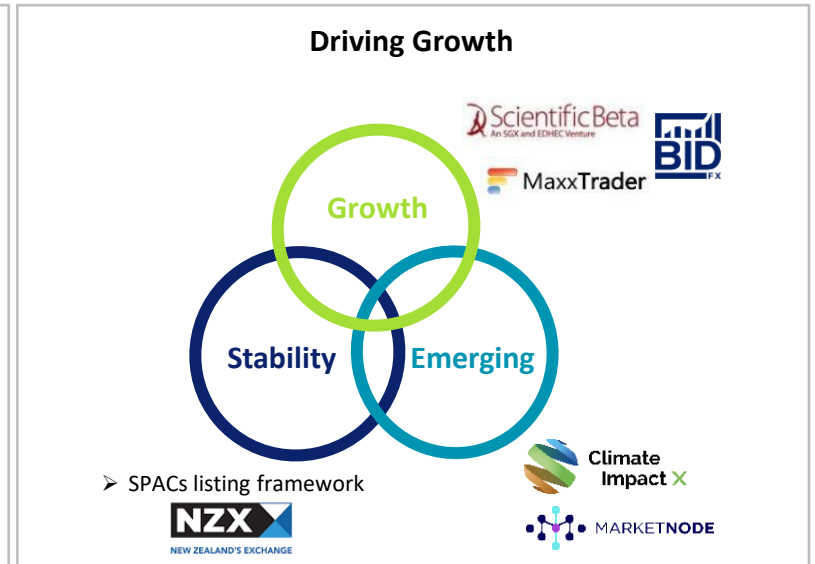 Driving Growth
ScientificBeta
An SGX and EDHEC Venture
BID
FX
MaxxTrader
Growth
Stability
Emerging
Climate
Impact X
➢ SPACs listing framework
NZX
NEW ZEALAND'S EXCHANGE
MARKETNODE